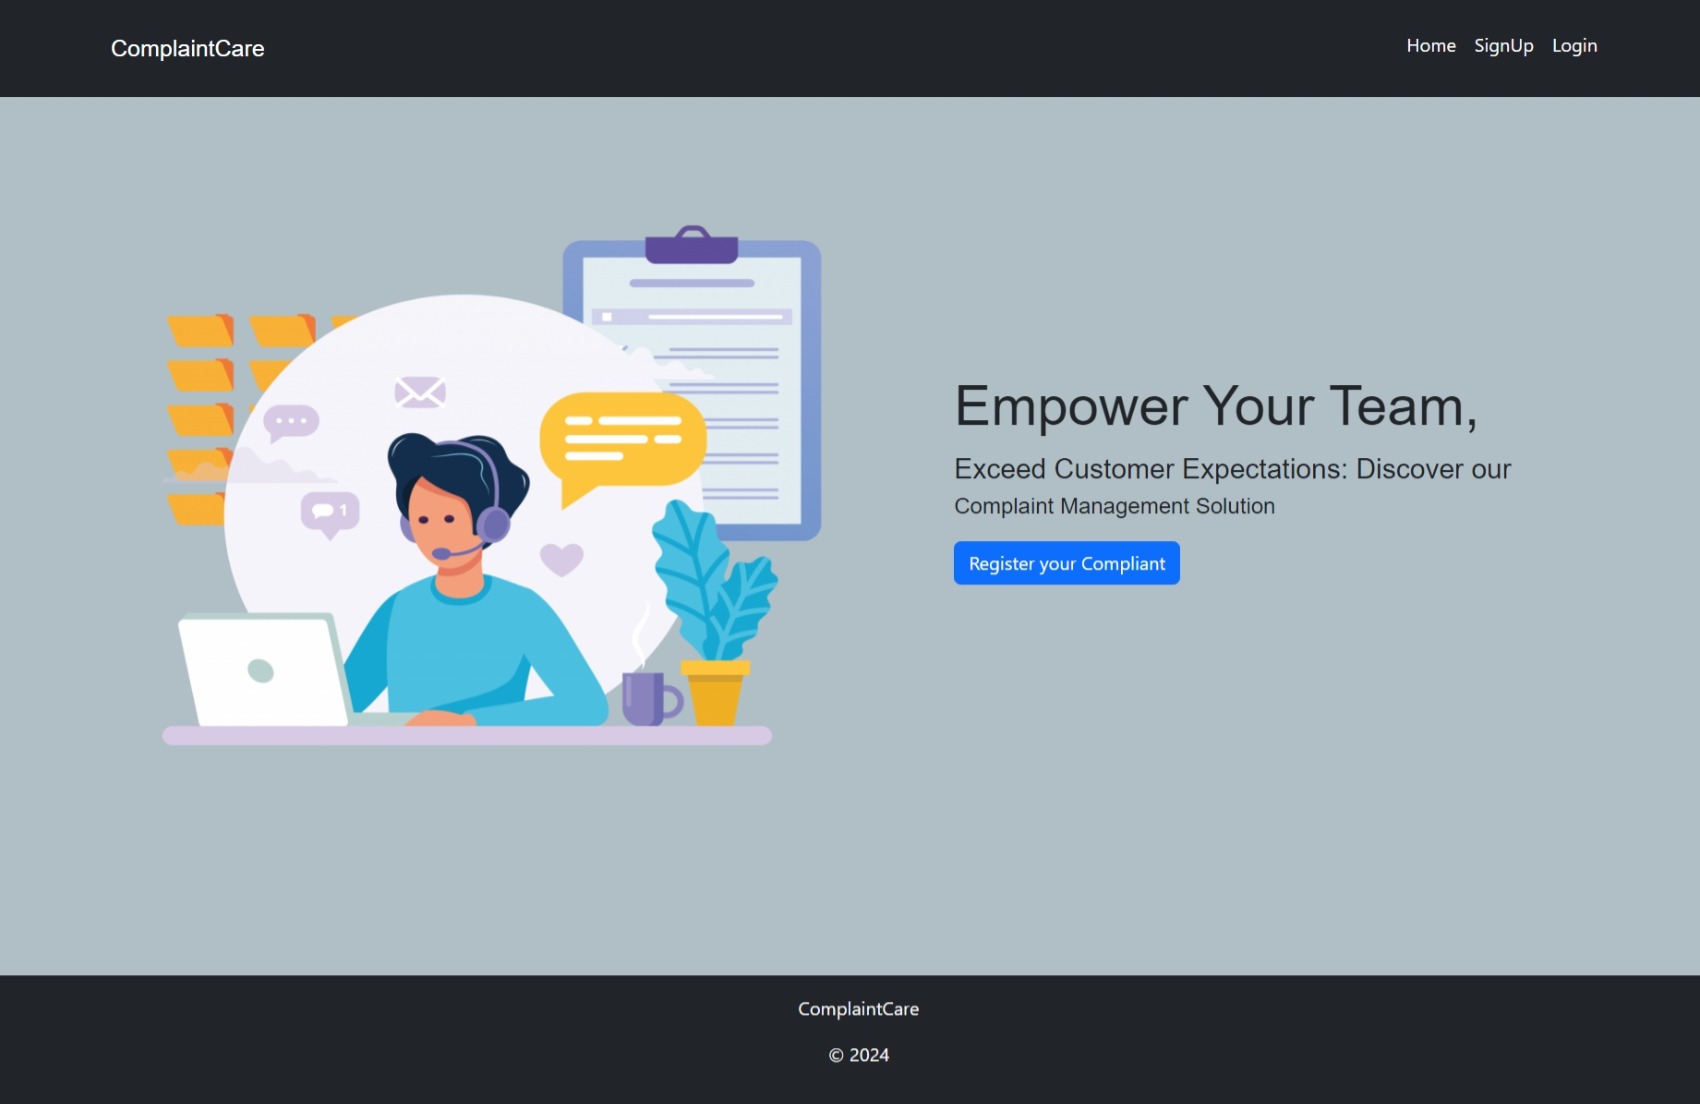 ComplaintCare
Home SignUp Login
1
Empower Your Team,
Exceed Customer Expectations: Discover our
Complaint Management Solution
Register your Compliant
ComplaintCare
© 2024